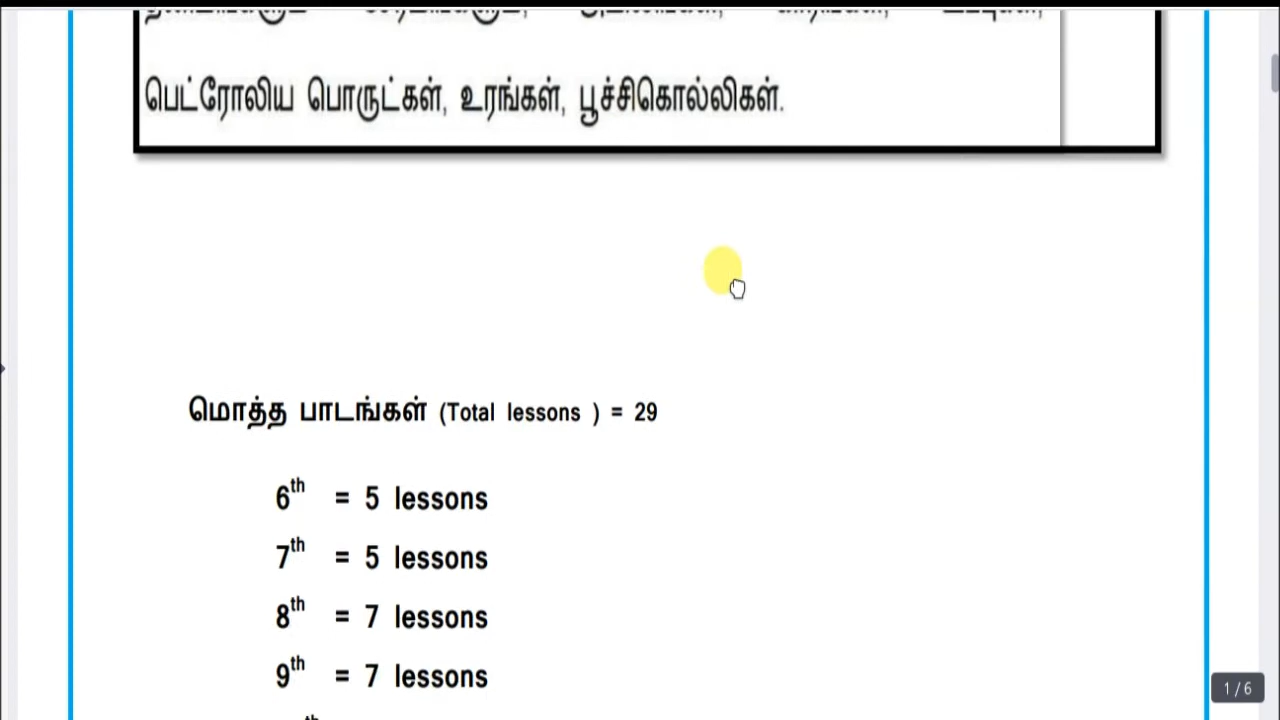 பெட்ரோலிய பொருட்கள், உரங்கள், பூச்சிகொல்லிகள்.
மொத்த பாடங்கள் (Total lessons ) = 29
6th = 5 lessons
7th = 5 lessons
8th = 7 lessons
9th = 7 lessons
th
1 / 6